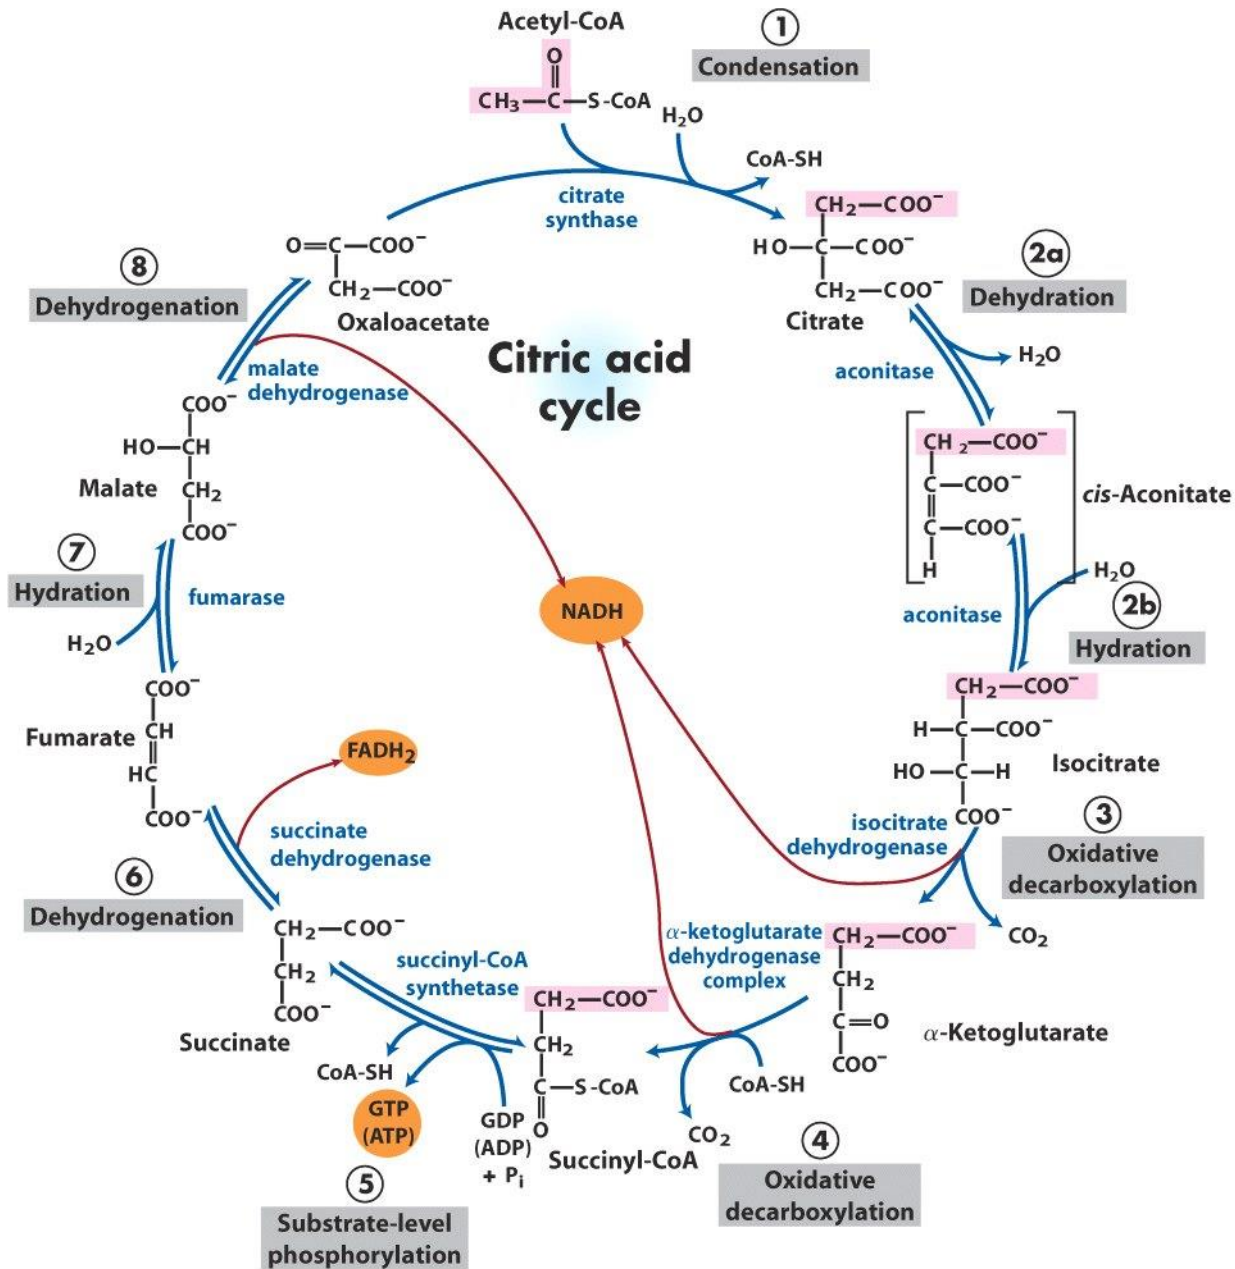 Acetyl-CoA
O
CH₃—C—S-CoA
1
Condensation
H₂O
CoA-SH
citrate
synthase
CH₂—COO⁻
HO—C—COO⁻
CH₂—COO⁻
Citrate
2a
Dehydration
H₂O
aconitase
CH₂—COO⁻
C—COO⁻
C—COO⁻
H
cis-Aconitate
H₂O
aconitase
2b
Hydration
CH₂—COO⁻
H—C—COO⁻
HO—C—H
COO⁻
Isocitrate
isocitrate
dehydrogenase
3
Oxidative
decarboxylation
CO₂
CH₂—COO⁻
CH₂
C=O
COO⁻
α-Ketoglutarate
α-ketoglutarate
dehydrogenase
complex
CoA-SH
CO₂
4
Oxidative
decarboxylation
CH₂—COO⁻
CH₂
C—S-CoA
O
Succinyl-CoA
succinyl-CoA
synthetase
GDP
(ADP)
+ Pᵢ
CoA-SH
GTP
(ATP)
5
Substrate-level
phosphorylation
CH₂—COO⁻
CH₂
COO⁻
Succinate
6
Dehydrogenation
succinate
dehydrogenase
FADH₂
COO⁻
CH
HC
COO⁻
Fumarate
7
Hydration
H₂O
fumarase
COO⁻
HO—CH
CH₂
COO⁻
Malate
8
Dehydrogenation
malate
dehydrogenase
O=C—COO⁻
CH₂—COO⁻
Oxaloacetate
Citric acid
cycle
NADH